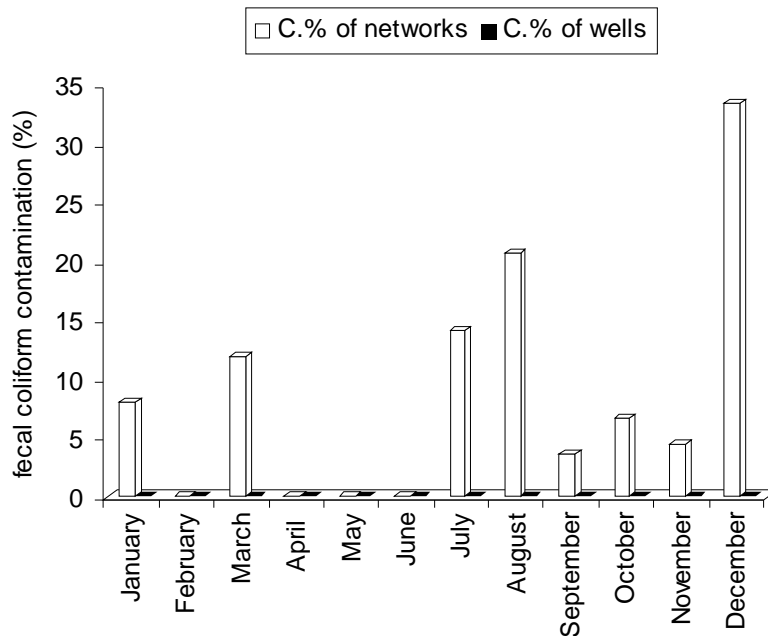 C.% of networks C.% of wells
fecal coliform contamination (%)
35
30
25
20
15
10
5
0
January
February
March
April
May
June
July
August
September
October
November
December